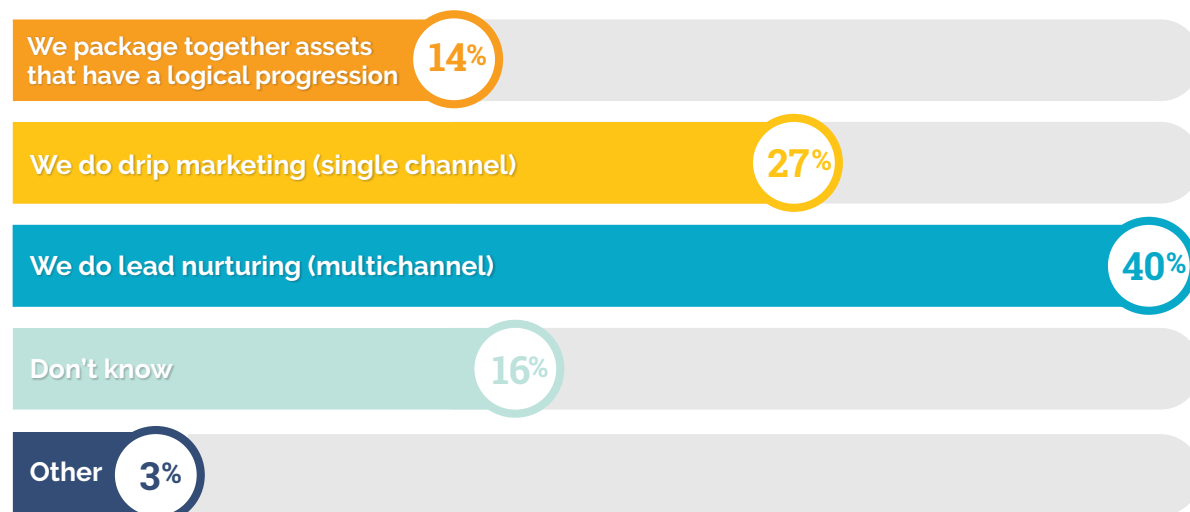 We package together assets
that have a logical progression
14%
We do drip marketing (single channel)
27%
We do lead nurturing (multichannel)
40%
Don't know
16%
Other
3%